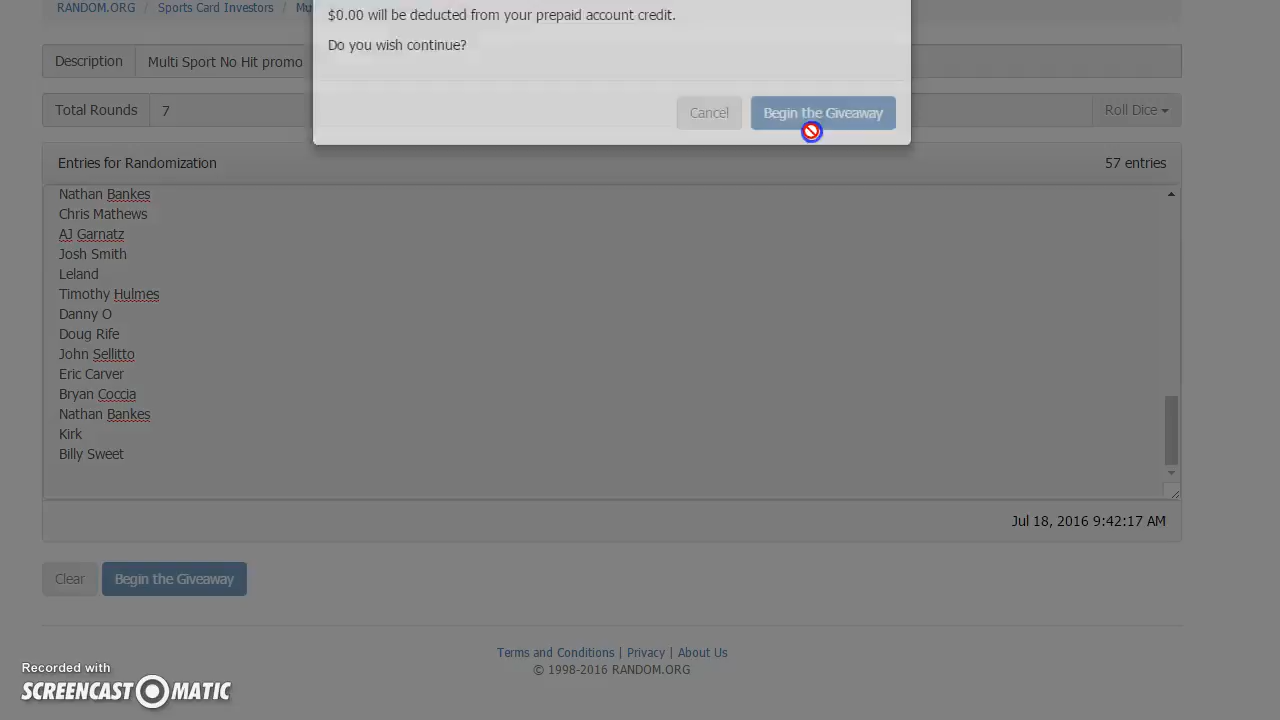 $0.00 will be deducted from your prepaid account credit.
Do you wish continue?
Cancel
Begin the Giveaway
RANDOM.ORG / Sports Card Investors / Mu
Description Multi Sport No Hit promo
Total Rounds 7 Roll Dice
Entries for Randomization 57 entries
Nathan Bankes
Chris Mathews
AJ Garnatz
Josh Smith
Leland
Timothy Hulmes
Danny O
Doug Rife
John Sellitto
Eric Carver
Bryan Coccia
Nathan Bankes
Kirk
Billy Sweet
Jul 18, 2016 9:42:17 AM
Clear Begin the Giveaway
Terms and Conditions | Privacy | About Us
© 1998-2016 RANDOM.ORG
Recorded with
SCREENCAST O MATIC